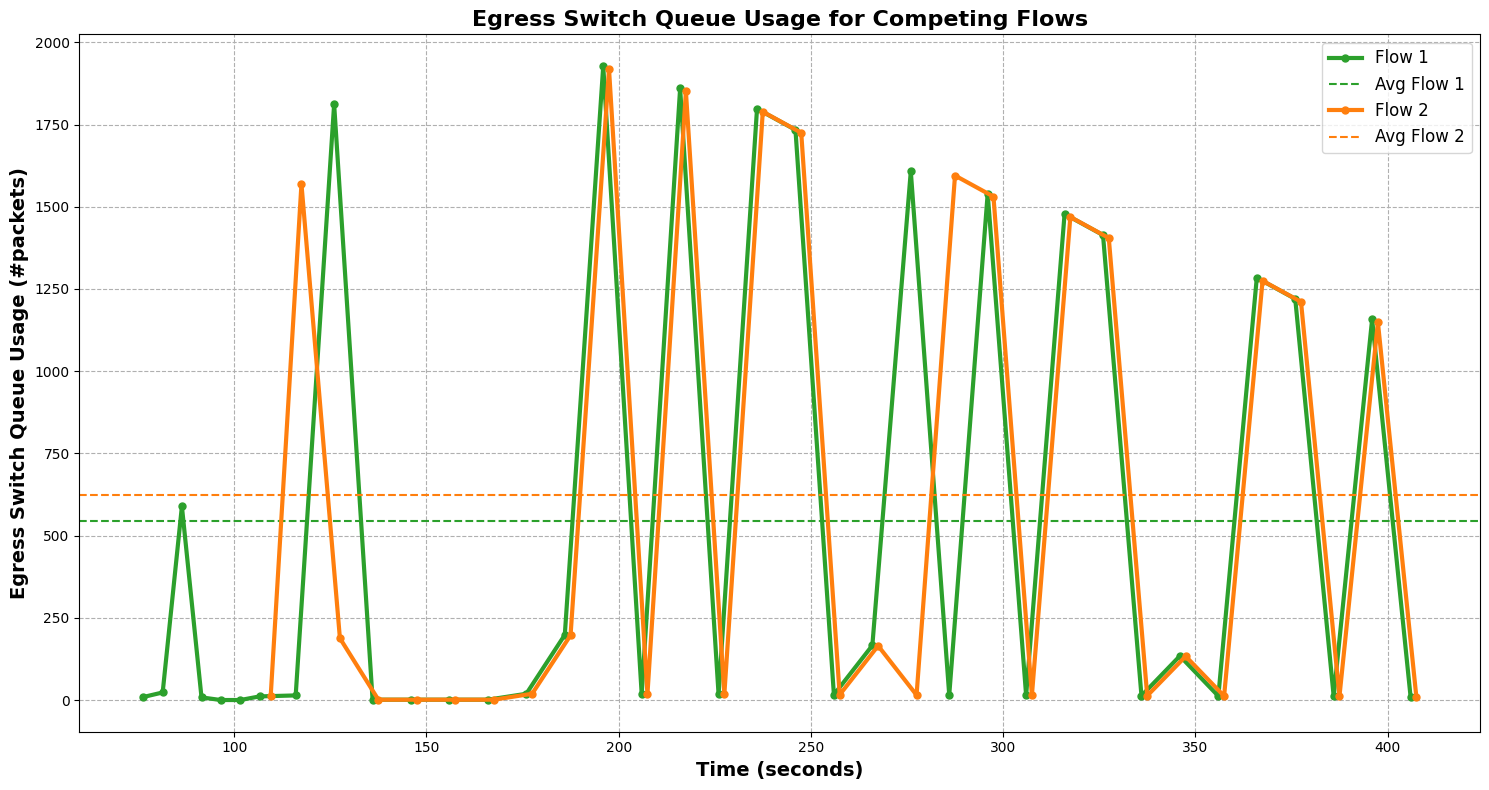 Egress Switch Queue Usage for Competing Flows
Egress Switch Queue Usage (#packets)
2000
1750
1500
1250
1000
750
500
250
0
Flow 1
Avg Flow 1
Flow 2
Avg Flow 2
100 150 200 250 300 350 400
Time (seconds)